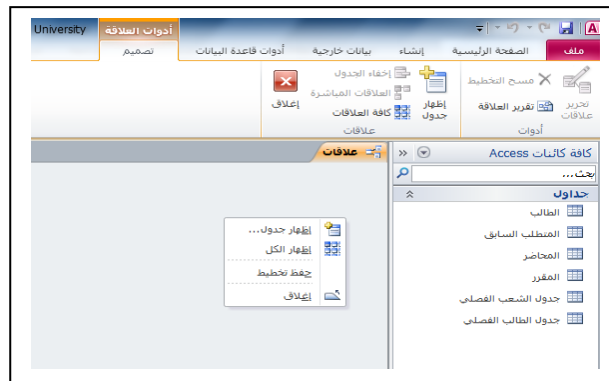 أدوات العلاقة University
ملف الصفحة الرئيسية إنشاء بيانات خارجية أدوات قاعدة البيانات تصميم
تحرير علاقات
مسح التخطيط
تقرير العلاقة
أدوات
إظهار جدول
إخفاء الجدول
العلاقات المباشرة
كافة العلاقات
إغلاق
علاقات
كافة كائنات Access
بحث...
جداول
الطالب
المتطلب السابق
المحاضر
المقرر
جدول الشعب الفصلي
جدول الطالب الفصلي
علاقات
إظهار جدول...
إظهار الكل
حفظ تخطيط
إغلاق